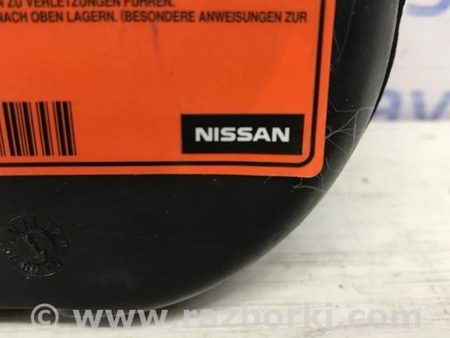 ZU VERLETZUNGEN FÜHREN.
NACH OBEN LAGERN. (BESONDERE ANWEISUNGEN ZUR
NISSAN
© www.razborki.com